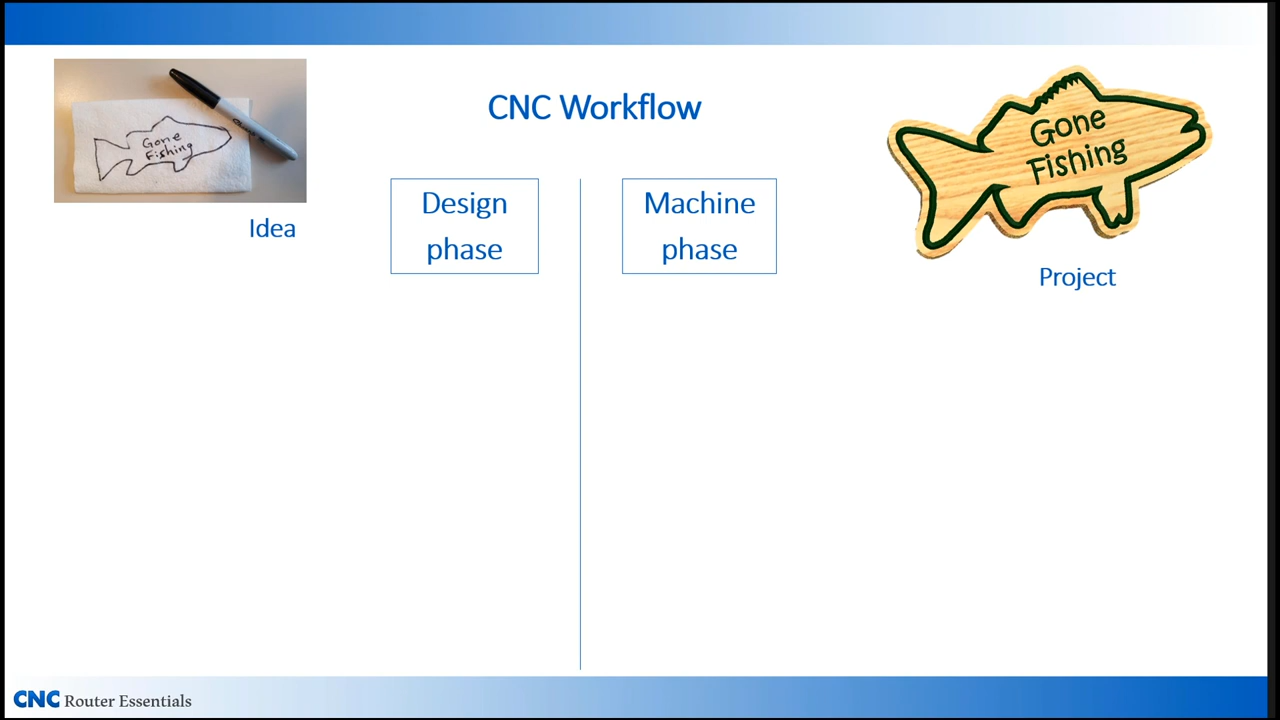 CNC Workflow
Gone
Fishing
Idea
Design
phase
Machine
phase
Gone
Fishing
Project
CNC Router Essentials